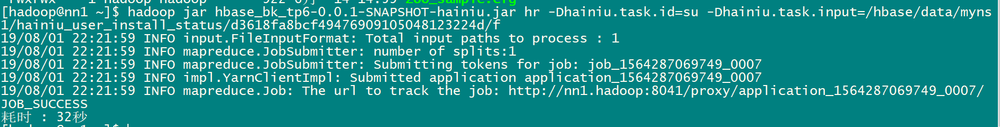 zoo_sample.cfg
[hadoop@nn1 ~]$ hadoop jar hbase_bk_tp6-0.0.1-SNAPSHOT-hainiu.jar hr -Dhainiu.task.id=su -Dhainiu.task.input=/hbase/data/myns
1/hainiu_user_install_status/d3618fa8bcf49476909105048123224d/f
19/08/01 22:21:59 INFO input.FileInputFormat: Total input paths to process : 1
19/08/01 22:21:59 INFO mapreduce.JobSubmitter: number of splits:1
19/08/01 22:21:59 INFO mapreduce.JobSubmitter: Submitting tokens for job: job_1564287069749_0007
19/08/01 22:21:59 INFO impl.YarnClientImpl: Submitted application application_1564287069749_0007
19/08/01 22:21:59 INFO mapreduce.Job: The url to track the job: http://nn1.hadoop:8041/proxy/application_1564287069749_0007/
JOB_SUCCESS
耗时 : 32秒